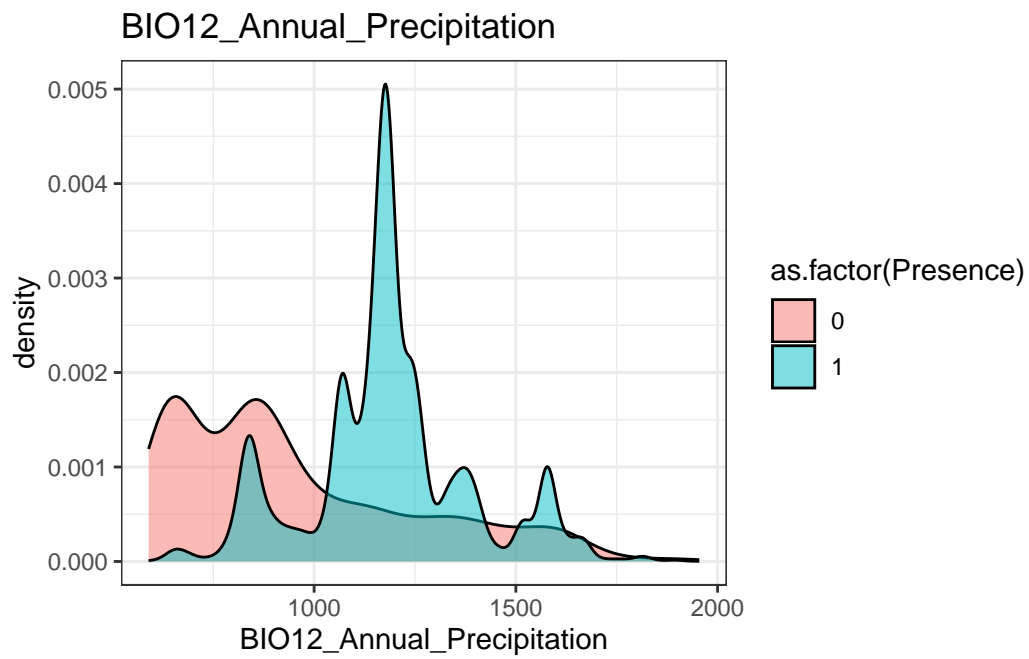 BIO12_Annual_Precipitation
0.005
0.004
0.003
0.002
0.001
0.000
density
1000 1500 2000
BIO12_Annual_Precipitation
as.factor(Presence)
0
1